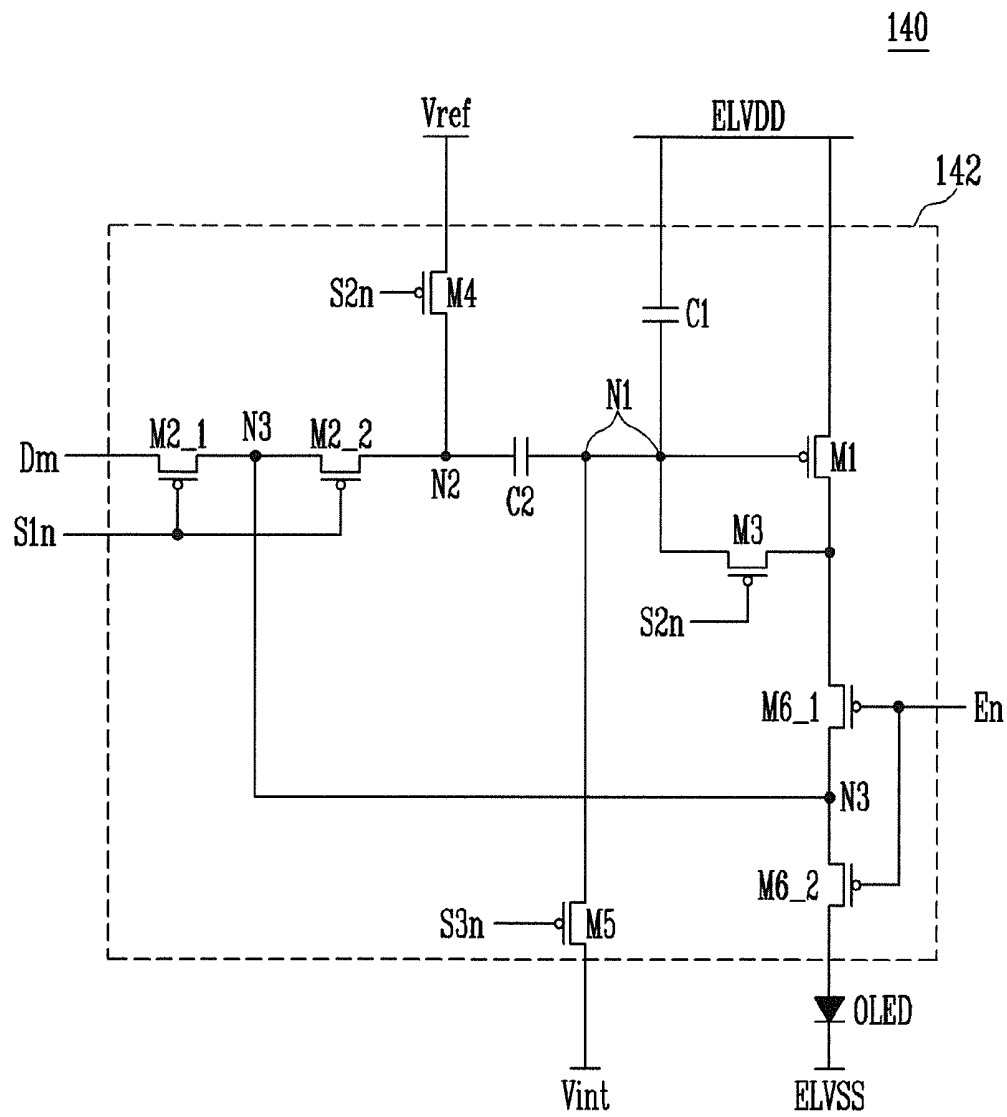 140
Vref
ELVDD
142
S2n
M4
C1
N1
M2_1
N3
M2_2
Dm
N2
C2
M1
S1n
M3
S2n
M6_1
En
N3
M6_2
S3n
M5
OLED
Vint
ELVSS